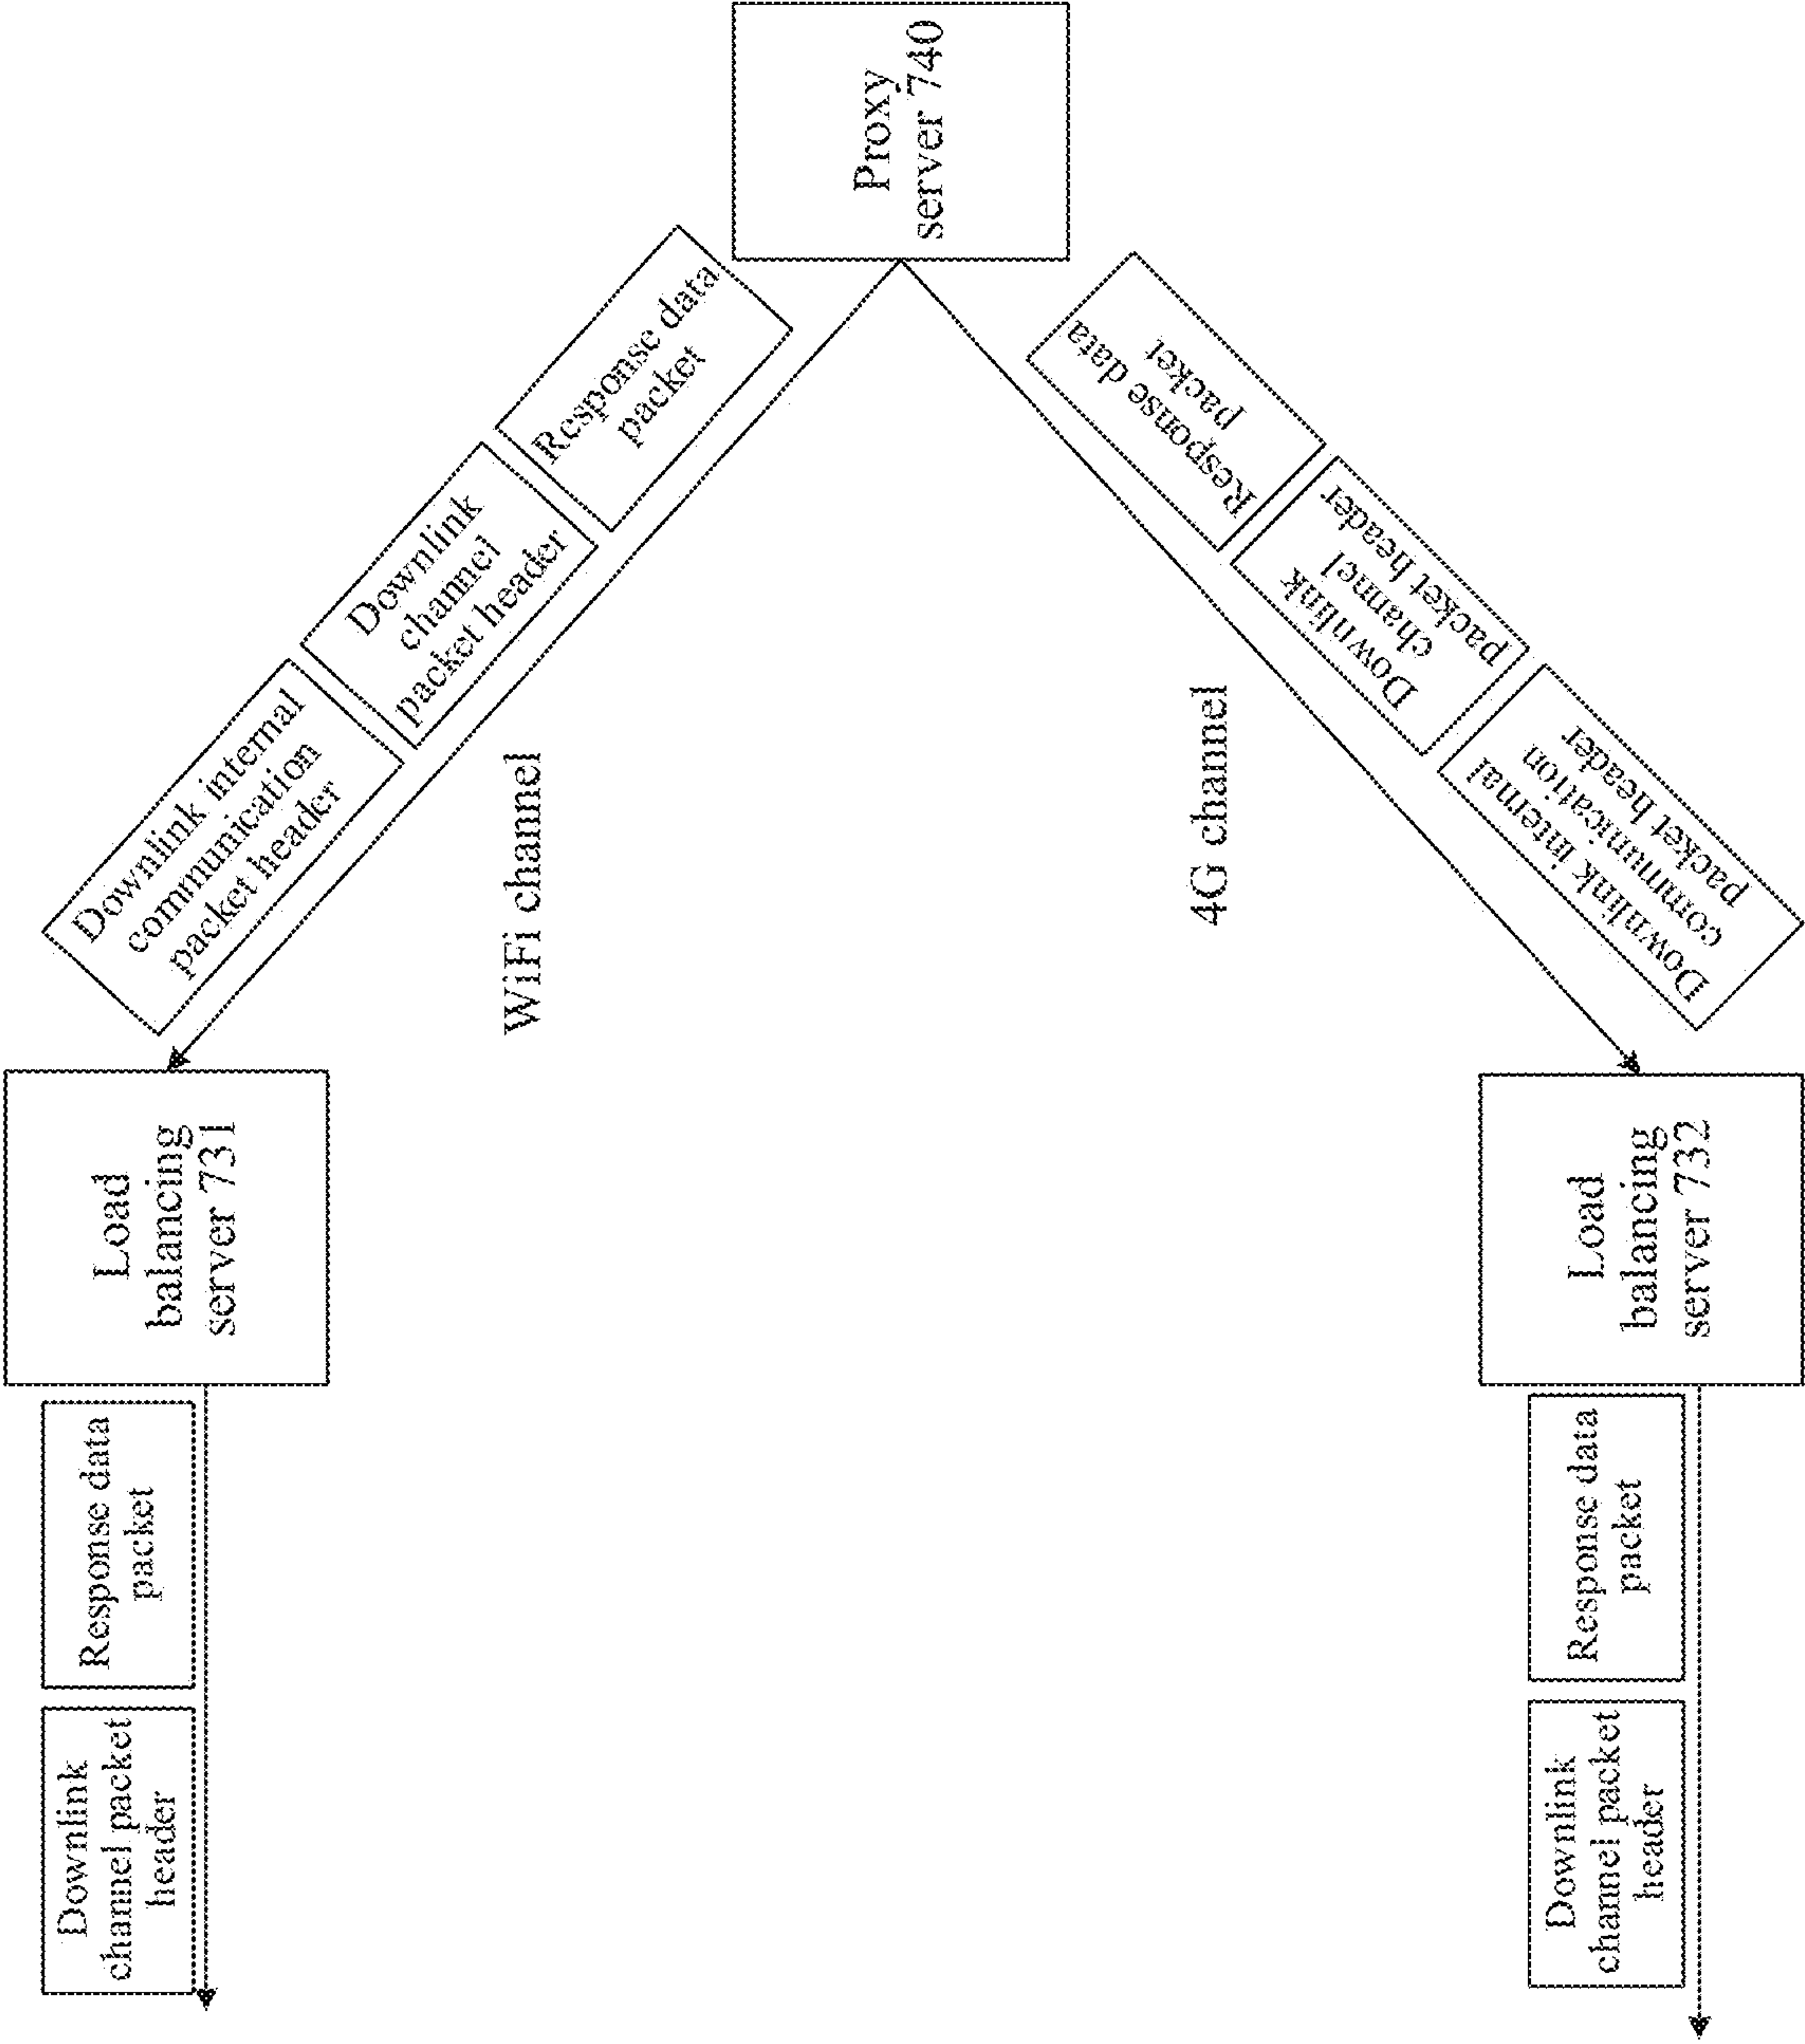 Proxy
server 740
Response data
packet
Downlink
channel
packet header
Downlink internal
communication
packet header
WiFi channel
Response data
packet
Downlink
channel
packet header
Downlink internal
communication
packet header
4G channel
Load
balancing
server 731
Response data
packet
Downlink
channel packet
header
Load
balancing
server 732
Response data
packet
Downlink
channel packet
header